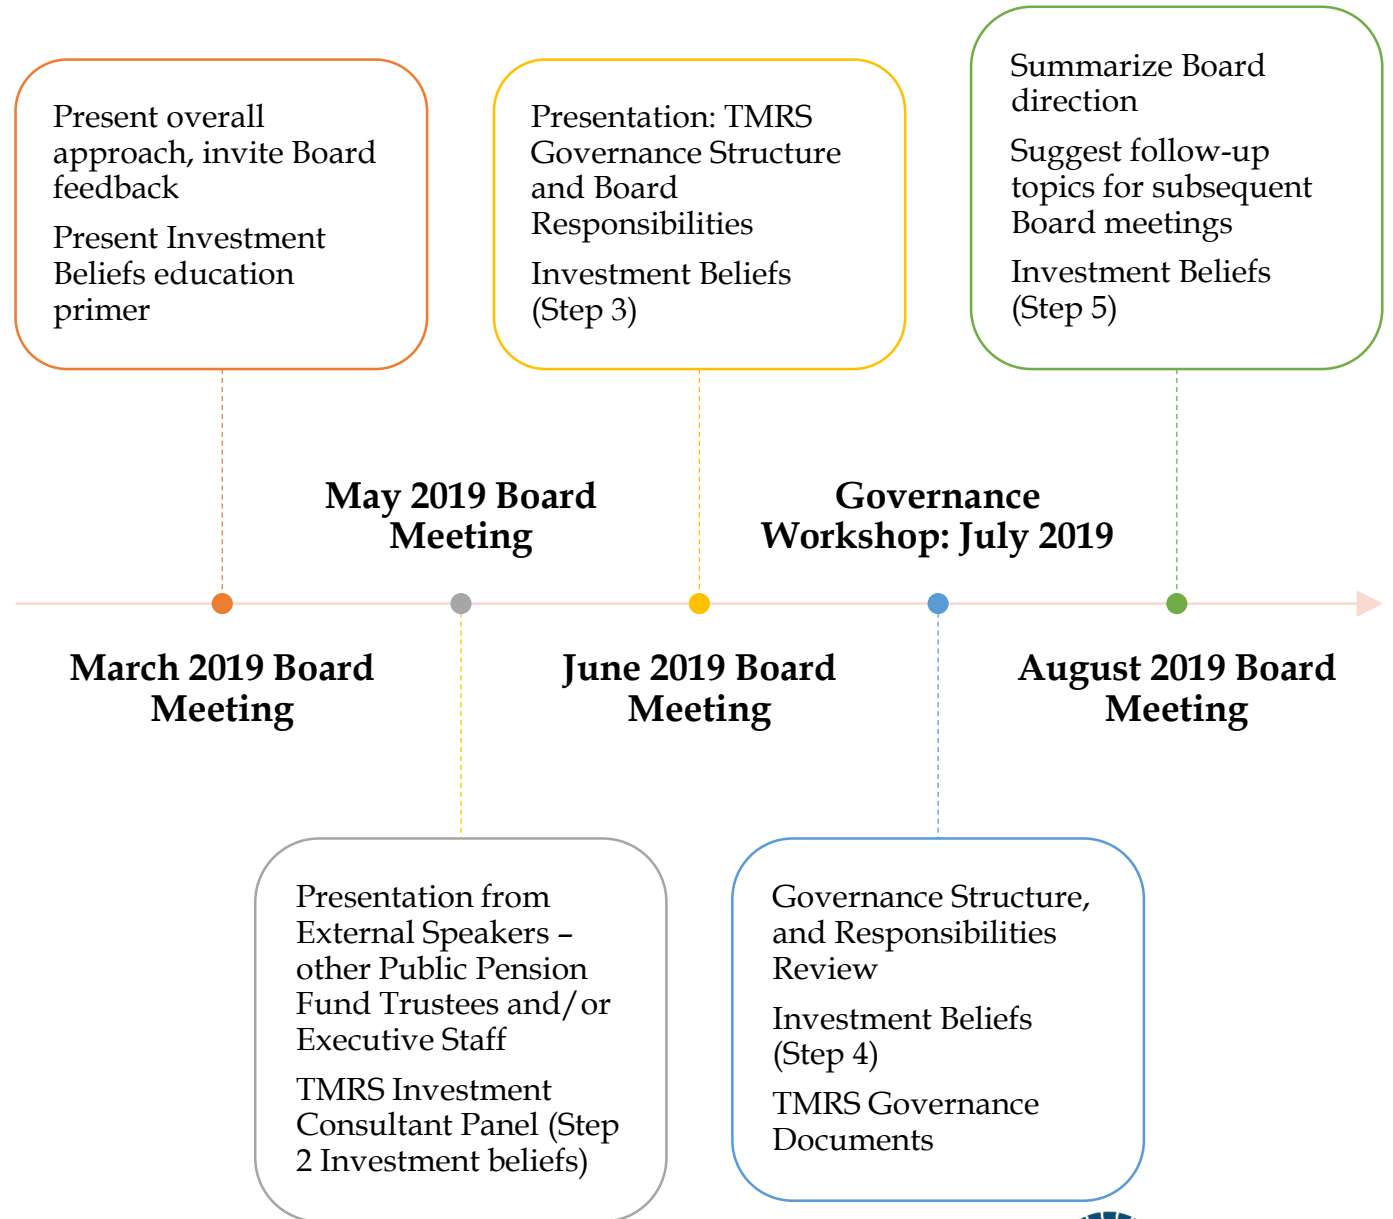 Present overall
approach, invite Board
feedback
Present Investment
Beliefs education
primer
Presentation: TMRS
Governance Structure
and Board
Responsibilities
Investment Beliefs
(Step 3)
Summarize Board
direction
Suggest follow-up
topics for subsequent
Board meetings
Investment Beliefs
(Step 5)
May 2019 Board
Meeting
Governance
Workshop: July 2019
March 2019 Board
Meeting
June 2019 Board
Meeting
August 2019 Board
Meeting
Presentation from
External Speakers –
other Public Pension
Fund Trustees and/or
Executive Staff
TMRS Investment
Consultant Panel (Step
2 Investment beliefs)
Governance Structure,
and Responsibilities
Review
Investment Beliefs
(Step 4)
TMRS Governance
Documents